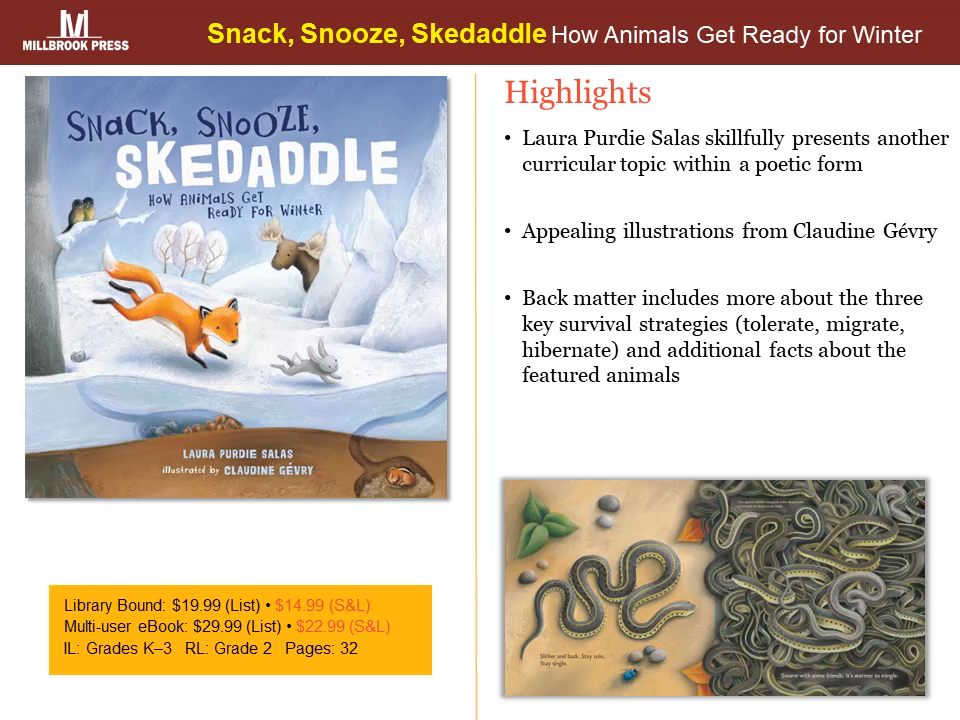 MILLBROOK PRESS
Snack, Snooze, Skedaddle How Animals Get Ready for Winter
SNaCK, SNOOZE,
SKEDADDLE
HOW ANiMALS GeT
ReADY FOR WiNTeR
LAURA PURDIE SALAS
illustrated by CLAUDINE GÉVRY
Library Bound: $19.99 (List) • $14.99 (S&L)
Multi-user eBook: $29.99 (List) • $22.99 (S&L)
IL: Grades K–3 RL: Grade 2 Pages: 32
Highlights
• Laura Purdie Salas skillfully presents another
curricular topic within a poetic form
• Appealing illustrations from Claudine Gévry
• Back matter includes more about the three
key survival strategies (tolerate, migrate,
hibernate) and additional facts about the
featured animals
Slither and bask. Stay solo.
Stay single.
Swarm with some friends. It's warmer to mingle.